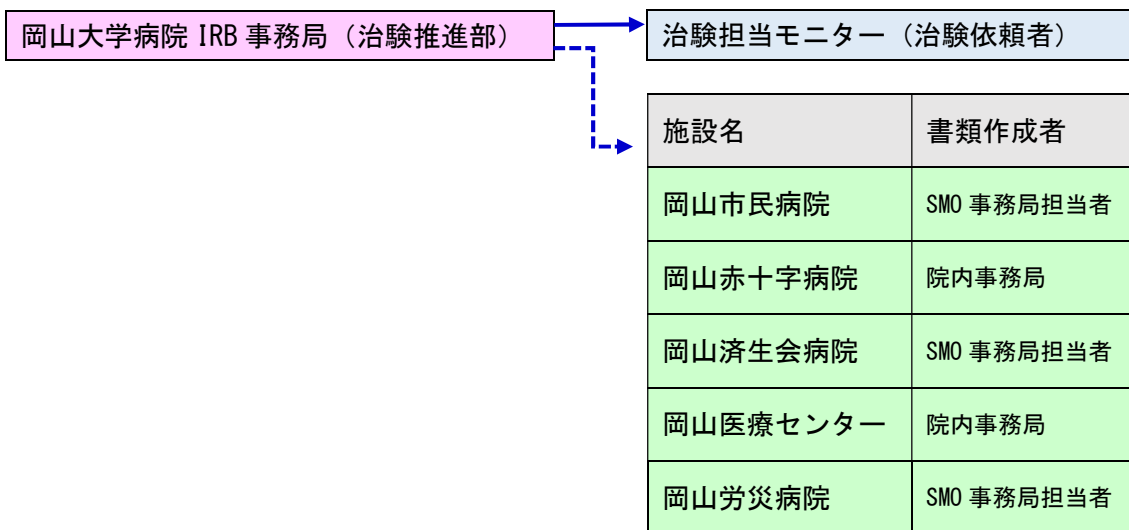 岡山大学病院 IRB 事務局（治験推進部）
治験担当モニター（治験依頼者）
施設名 書類作成者
岡山市民病院 SMO 事務局担当者
岡山赤十字病院 院内事務局
岡山済生会病院 SMO 事務局担当者
岡山医療センター 院内事務局
岡山労災病院 SMO 事務局担当者